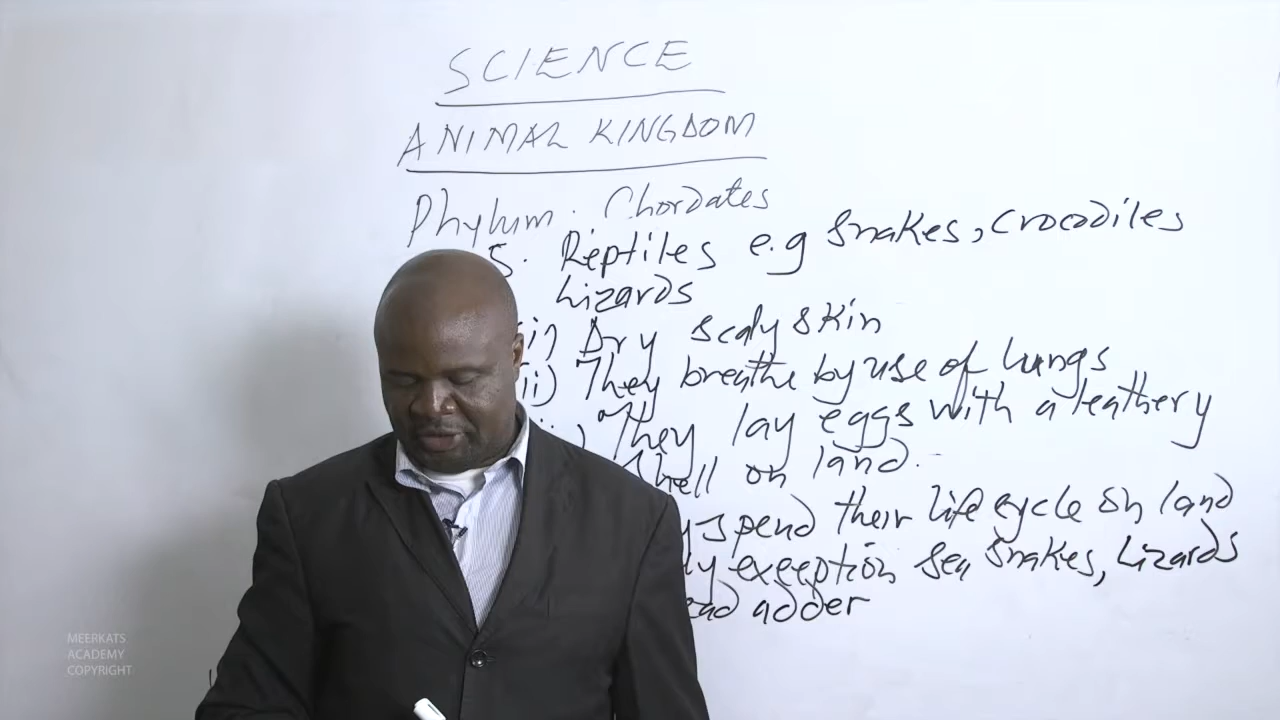 SCIENCE
ANIMAL KINGDOM
Phylum. Chordates
5. Reptiles e.g Snakes, Crocodiles
Lizards
i) Dry scaly skin
ii) They breathe by use of lungs
They lay eggs with a leathery
shell on land.
spend their life cycle on land
exception sea snakes, Lizards
adder
MEERKATS
ACADEMY
COPYRIGHT